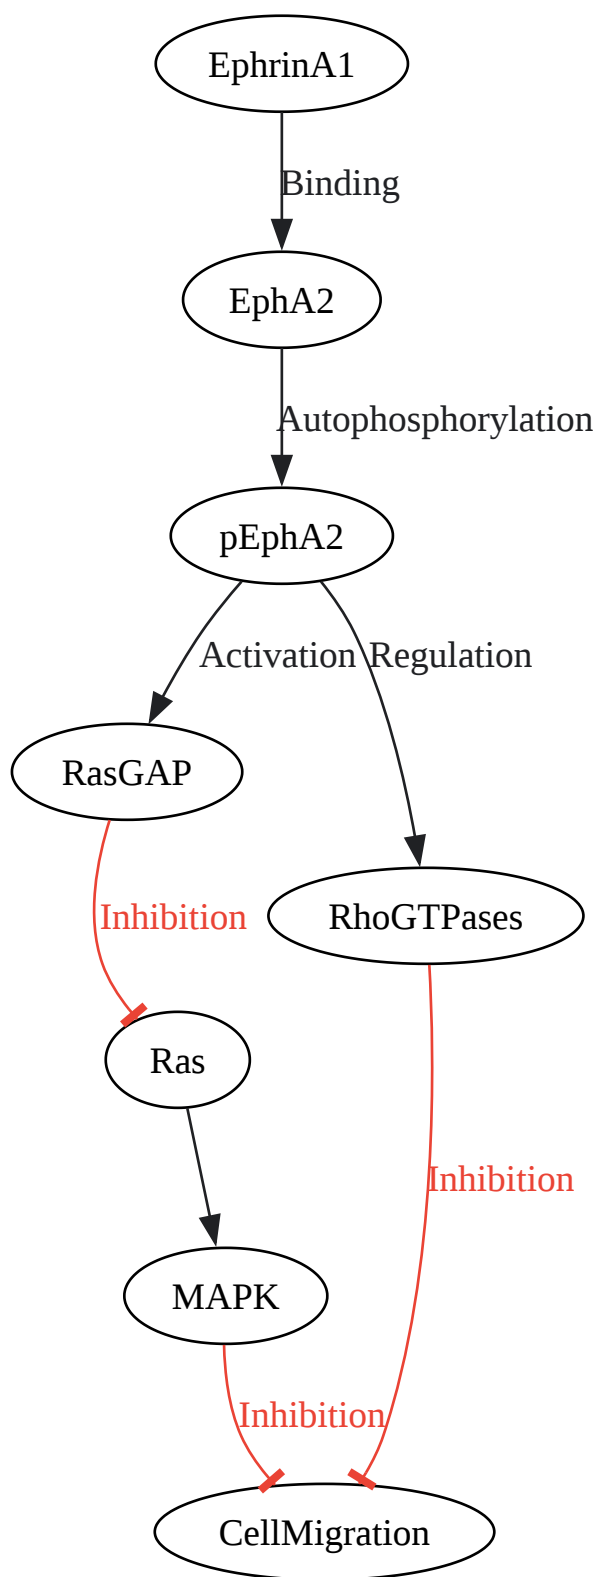 EphrinA1
Binding
EphA2
Autophosphorylation
pEphA2
Activation
Regulation
RasGAP
Inhibition
RhoGTPases
Ras
Inhibition
MAPK
Inhibition
CellMigration